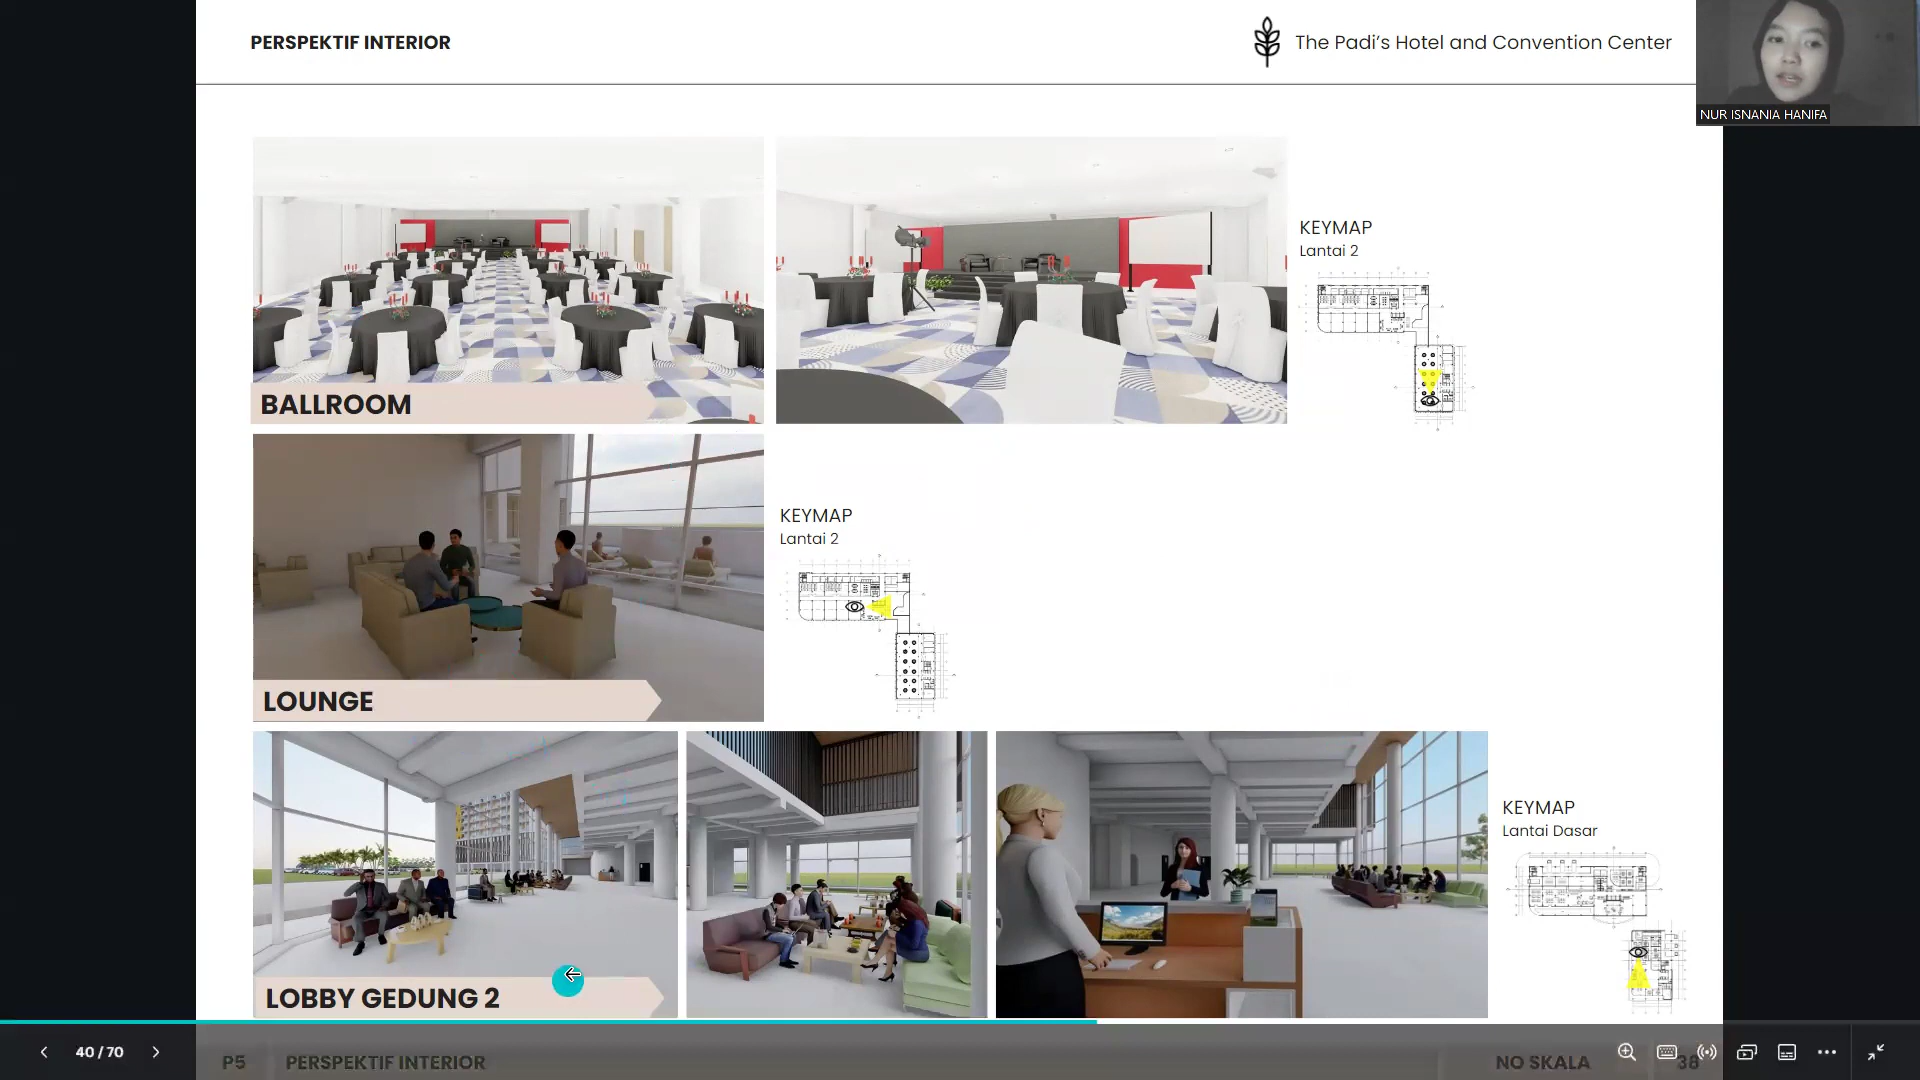 PERSPEKTIF INTERIOR
The Padi's Hotel and Convention Center
NUR ISNANIA HANIFA
KEYMAP
Lantai 2
BALLROOM
KEYMAP
Lantai 2
LOUNGE
KEYMAP
Lantai Dasar
LOBBY GEDUNG 2
40 / 70
P5
PERSPEKTIF INTERIOR
NO SKALA
38